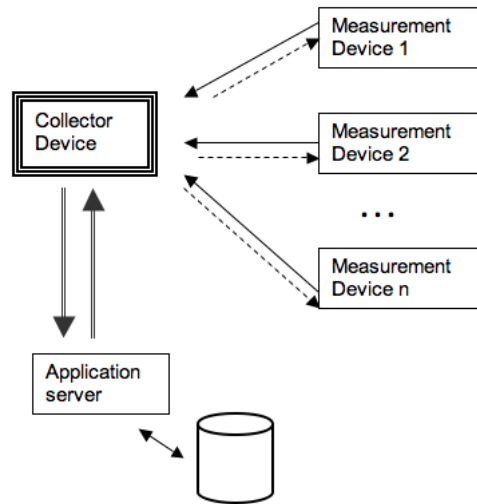 Measurement
Device 1
Collector
Device
Measurement
Device 2
...
Measurement
Device n
Application
server